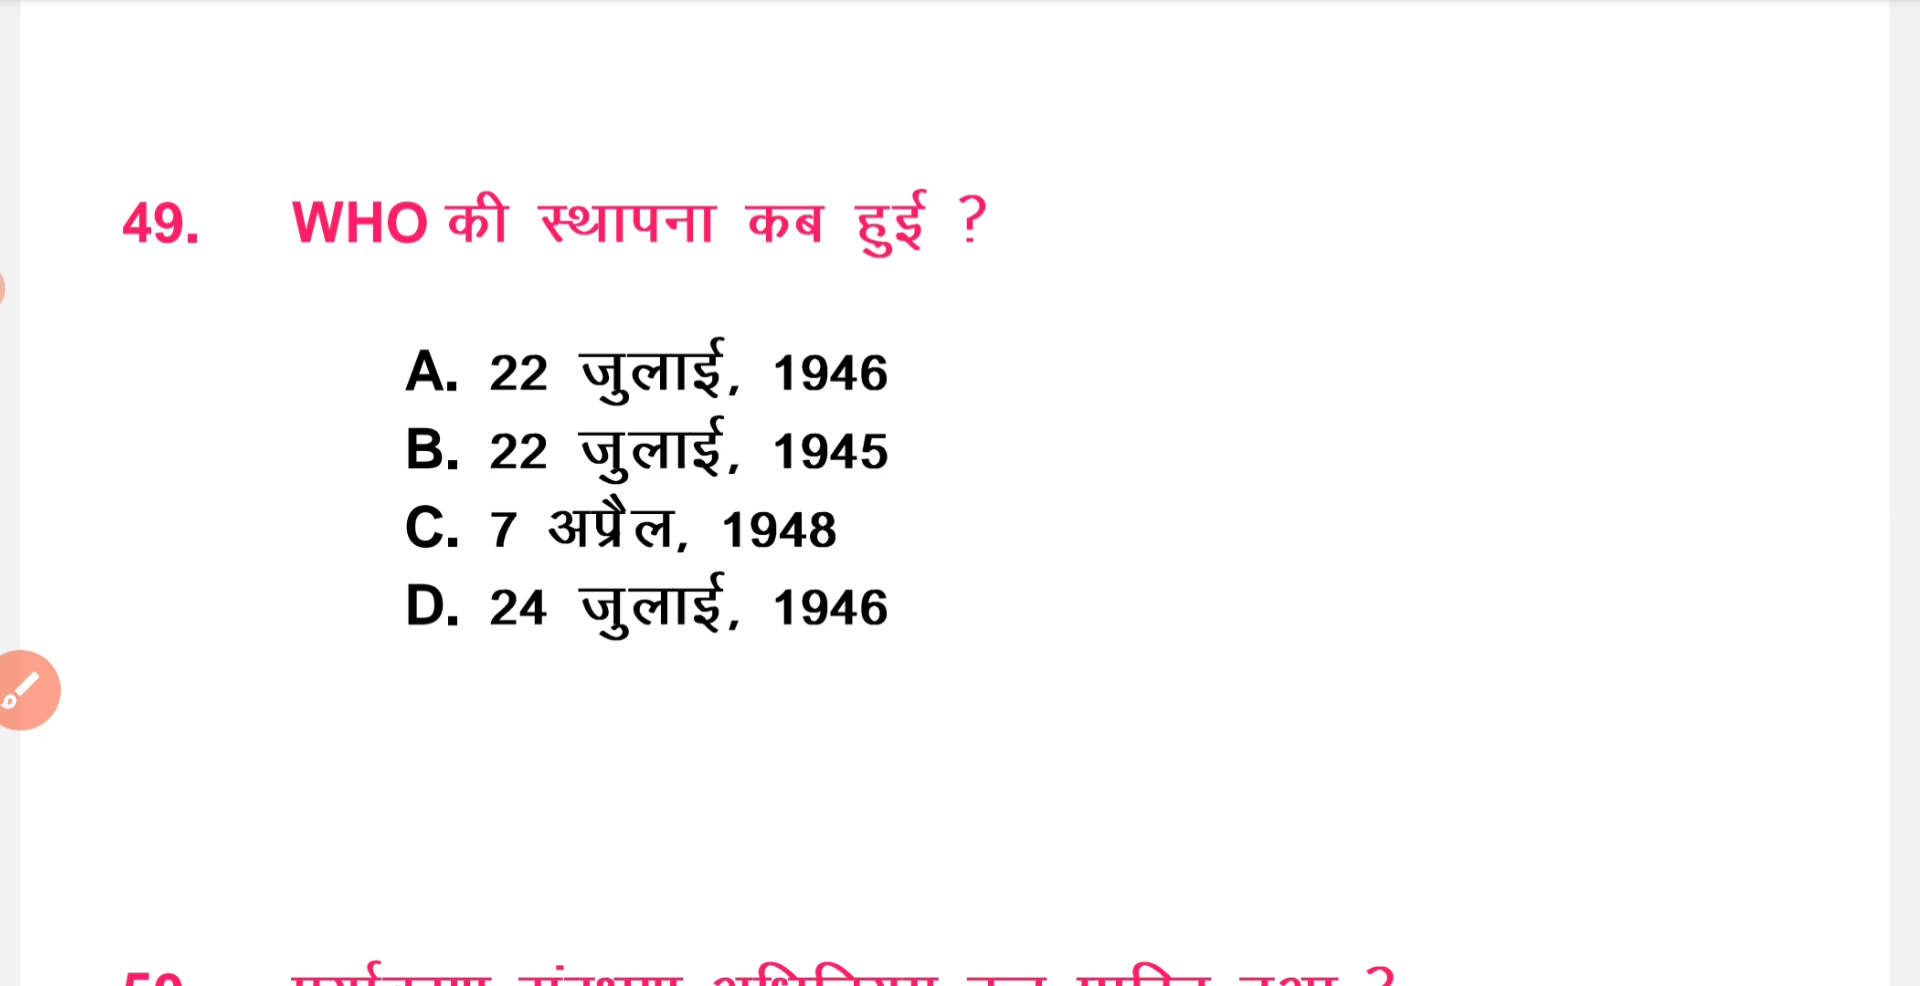 49. WHO की स्थापना कब हुई ?
A. 22 जुलाई, 1946
B. 22 जुलाई, 1945
C. 7 अप्रैल, 1948
D. 24 जुलाई, 1946